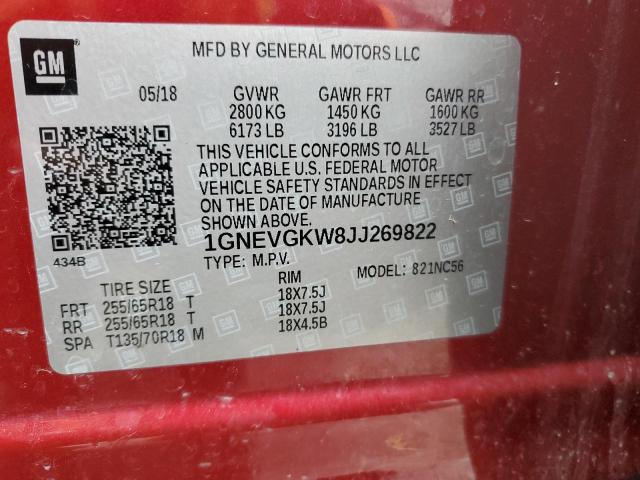 GM
MFD BY GENERAL MOTORS LLC
05/18 GVWR GAWR FRT GAWR RR
2800 KG 1450 KG 1600 KG
6173 LB 3196 LB 3527 LB
THIS VEHICLE CONFORMS TO ALL
APPLICABLE U.S. FEDERAL MOTOR
VEHICLE SAFETY STANDARDS IN EFFECT
ON THE DATE OF MANUFACTURE
SHOWN ABOVE.
1GNEVGKW8JJ269822
434B
TYPE: M.P.V. MODEL: 821NC56
TIRE SIZE RIM
FRT 255/65R18 T 18X7.5J
RR 255/65R18 T 18X7.5J
SPA T135/70R18 M 18X4.5B